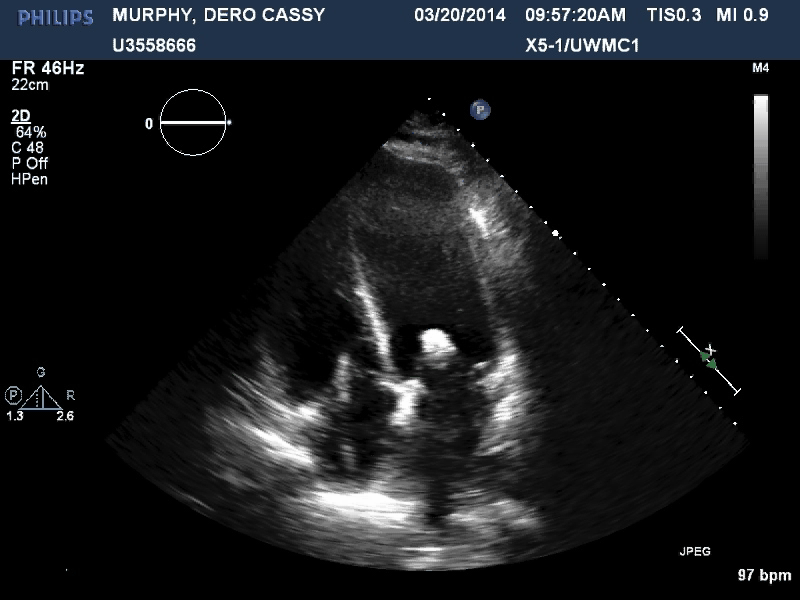 PHILIPS MURPHY, DERO CASSY 03/20/2014 09:57:20AM TIS0.3 MI 0.9
U3558666 X5-1/UWMC1
FR 46Hz
22cm
2D
64%
C 48
P Off
HPen
0
P
M4
G
P R
1.3 2.6
X
JPEG
97 bpm